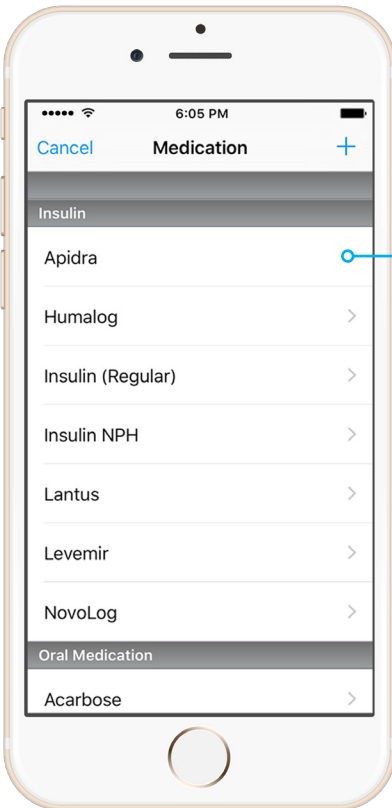 6:05 PM
Cancel Medication +
Insulin
Apidra
Humalog
Insulin (Regular)
Insulin NPH
Lantus
Levemir
NovoLog
Oral Medication
Acarbose